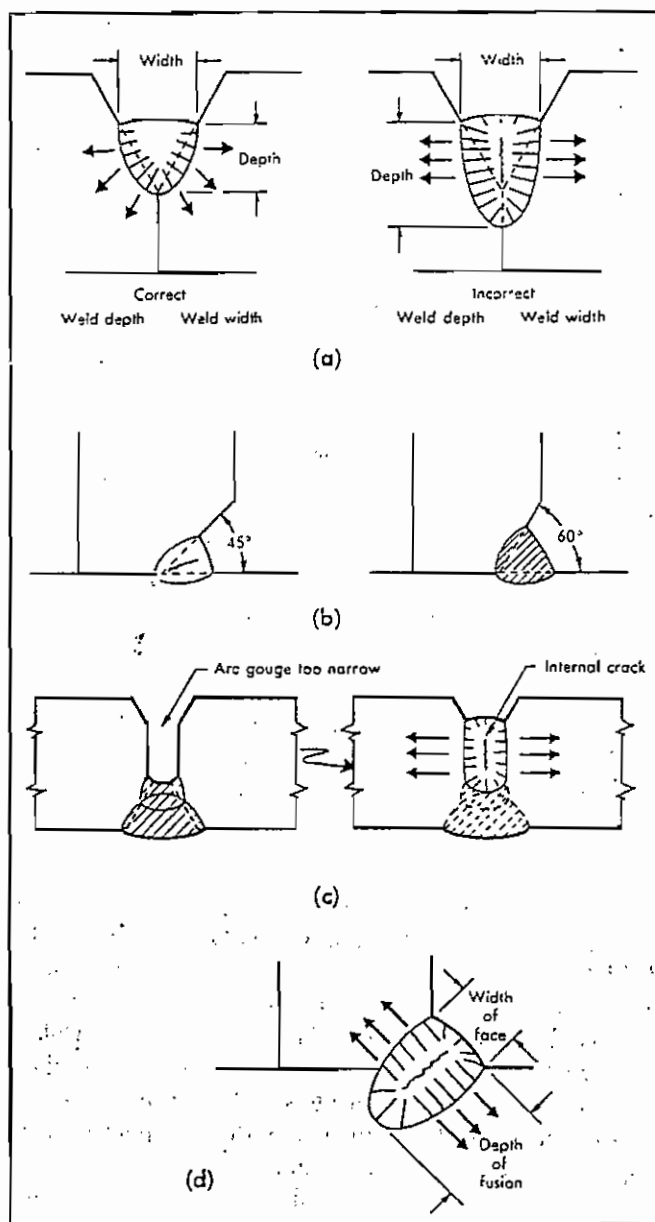 Width
Depth
Correct
Weld depth Weld width
Width
Depth
Incorrect
Weld depth Weld width
(a)
45°
60°
(b)
Arc gouge too narrow
Internal crack
(c)
Width
of
face
Depth
of
fusion
(d)